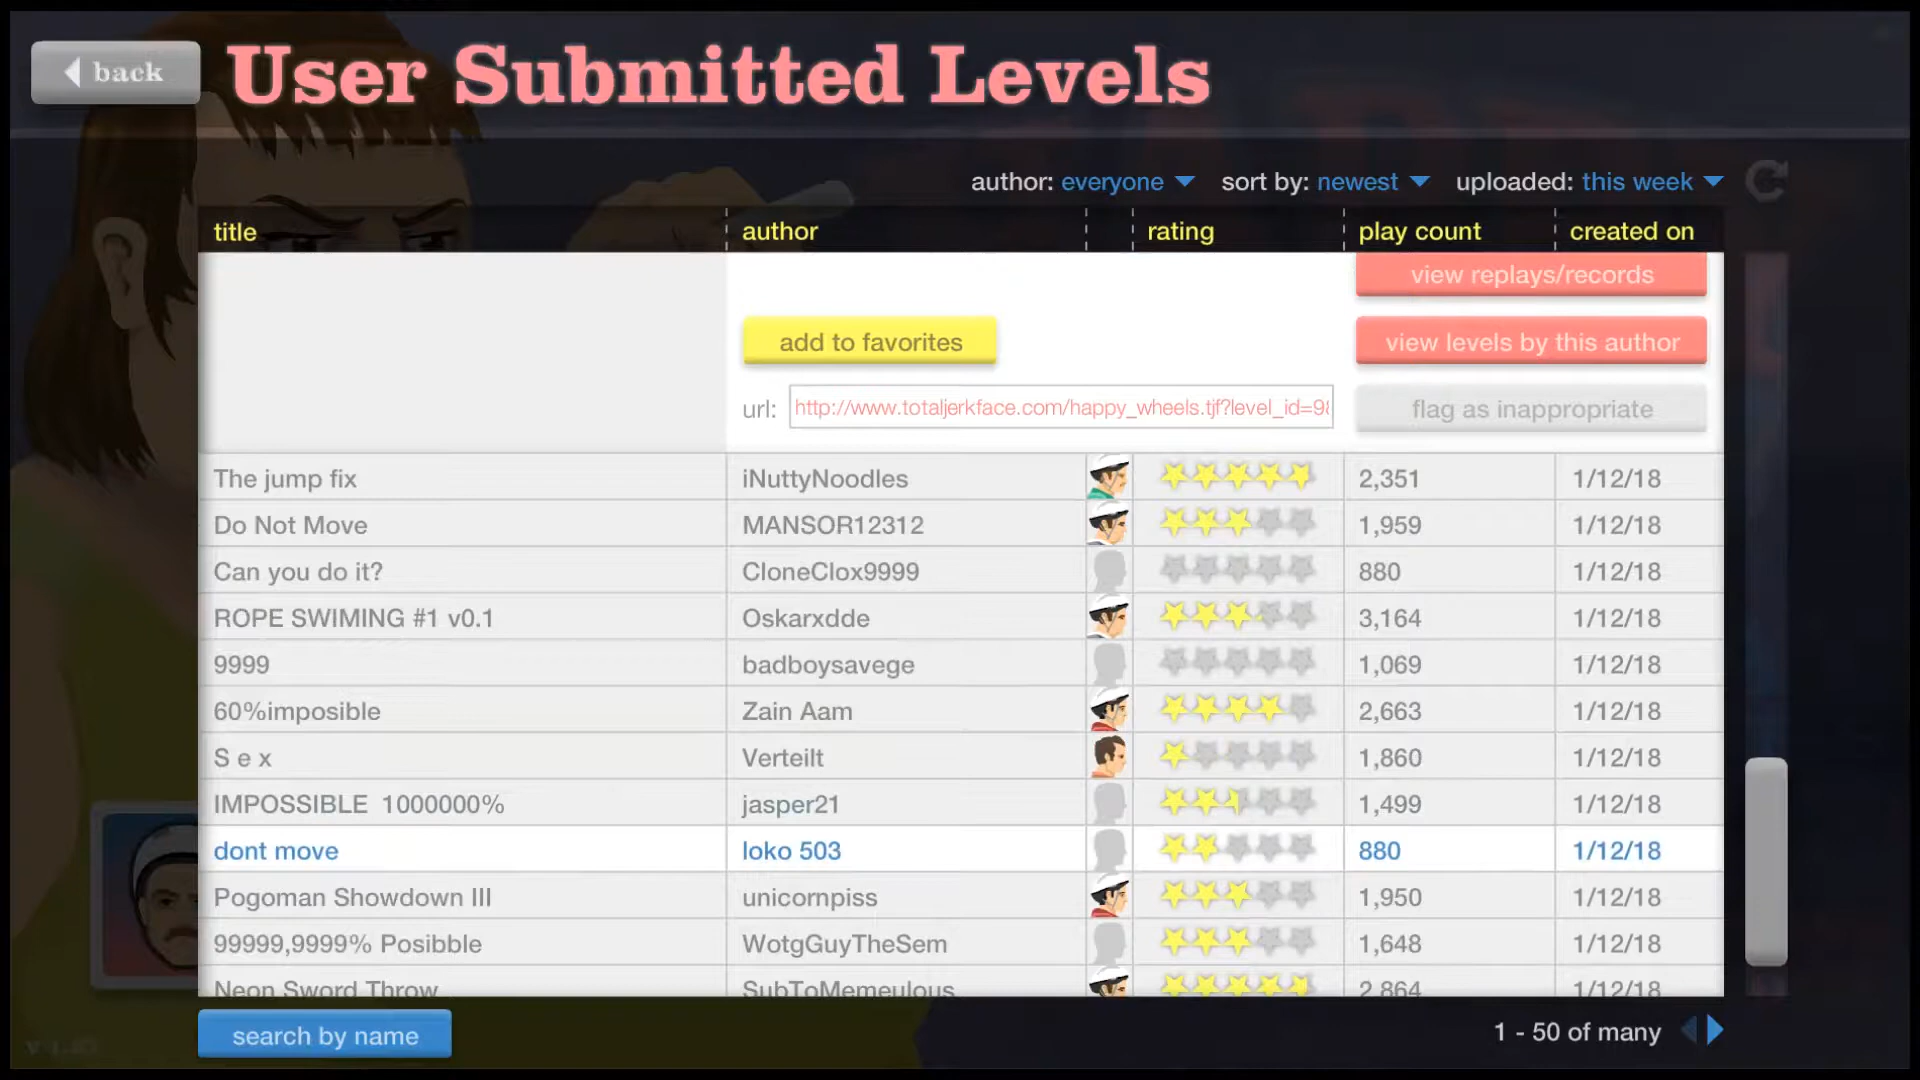 back
User Submitted Levels
author: everyone sort by: newest uploaded: this week
title author rating play count created on
view replays/records
add to favorites view levels by this author
url: http://www.totaljerkface.com/happy_wheels.tjf?level_id=9 flag as inappropriate
The jump fix iNuttyNoodles 2,351 1/12/18
Do Not Move MANSOR12312 1,959 1/12/18
Can you do it? CloneClox9999 880 1/12/18
ROPE SWIMING #1 v0.1 Oskarxdde 3,164 1/12/18
9999 badboysavege 1,069 1/12/18
60%imposible Zain Aam 2,663 1/12/18
S e x Verteilt 1,860 1/12/18
IMPOSSIBLE 1000000% jasper21 1,499 1/12/18
dont move loko 503 880 1/12/18
Pogoman Showdown III unicornpiss 1,950 1/12/18
99999,9999% Posibble WotgGuyTheSem 1,648 1/12/18
Neon Sword Throw SubToMemeulous 2,864 1/12/18
search by name 1 - 50 of many